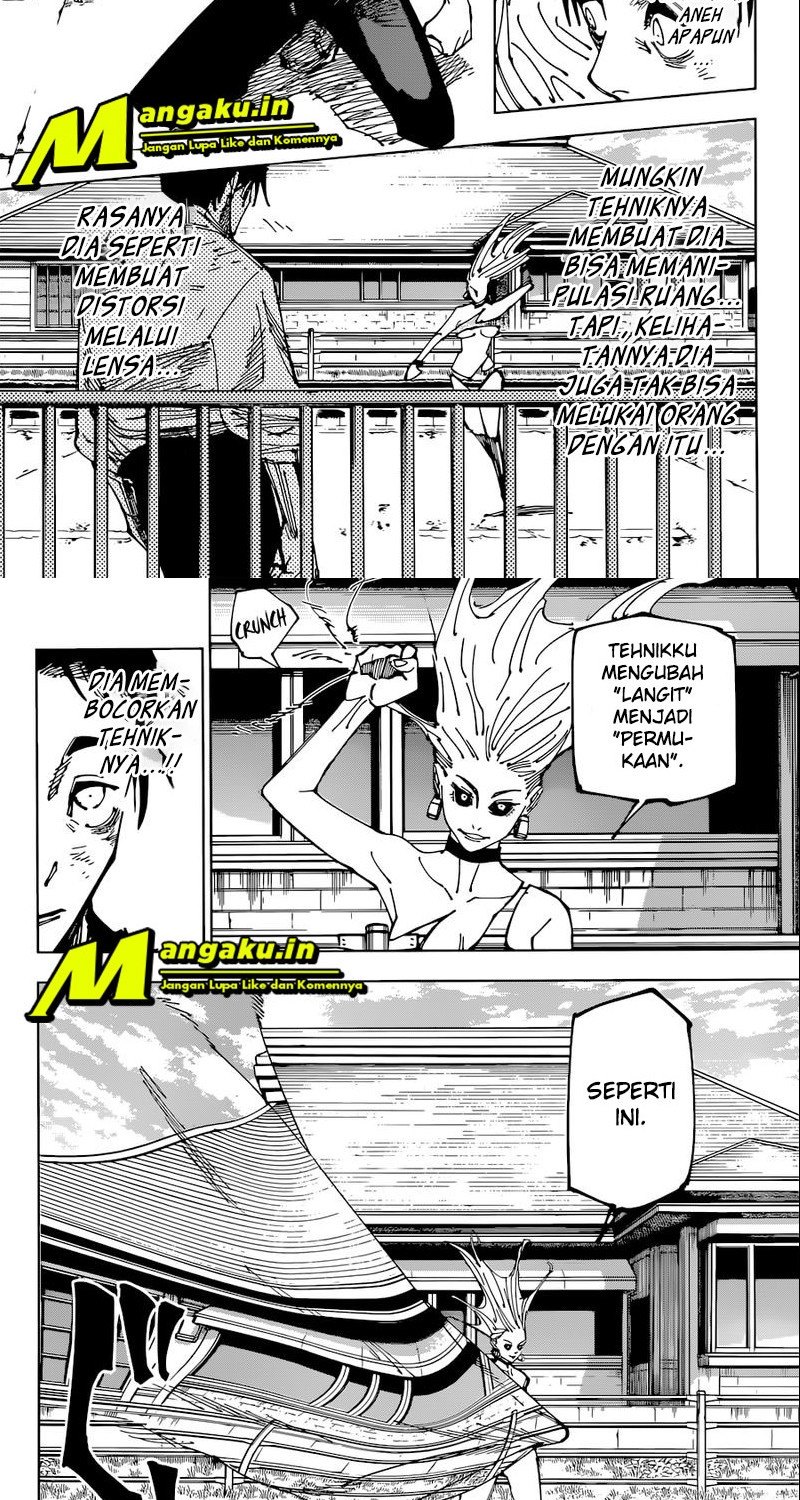 ANEH
APAPUN
Mangaku.in
Jangan Lupa Like dan Komennya
MUNGKIN
TEHNIKNYA
MEMBUAT DIA
BISA MEMANI-
PULASI RUANG...
TAPI, KELIHA-
TANNYA DIA
JUGA TAK BISA
MELUKAI ORANG
DENGAN ITU...
RASANYA
DIA SEPERTI
MEMBUAT
DISTORSI
MELALUI
LENSA...
CRUNCH
TEHNIKKU
MENGUBAH
"LANGIT"
MENJADI
"PERMU-
KAAN".
DIA MEM-
BOCORKAN
TEHNIK-
NYA...!!
Mangaku.in
Jangan Lupa Like dan Komennya
SEPERTI
INI.